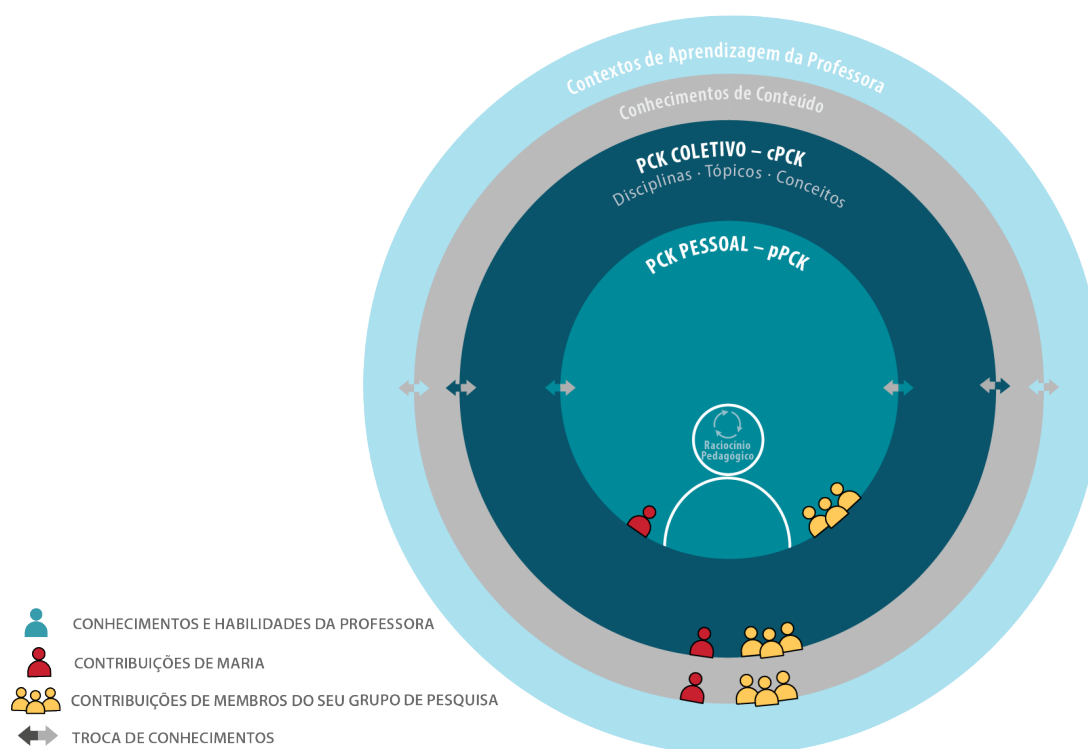 Contextos de Aprendizagem da Professora
Conhecimentos de Conteúdo
PCK COLETIVO – cPCK
Disciplinas · Tópicos · Conceitos
PCK PESSOAL – pPCK
Raciocínio
Pedagógico
CONHECIMENTOS E HABILIDADES DA PROFESSORA
CONTRIBUIÇÕES DE MARIA
CONTRIBUIÇÕES DE MEMBROS DO SEU GRUPO DE PESQUISA
TROCA DE CONHECIMENTOS